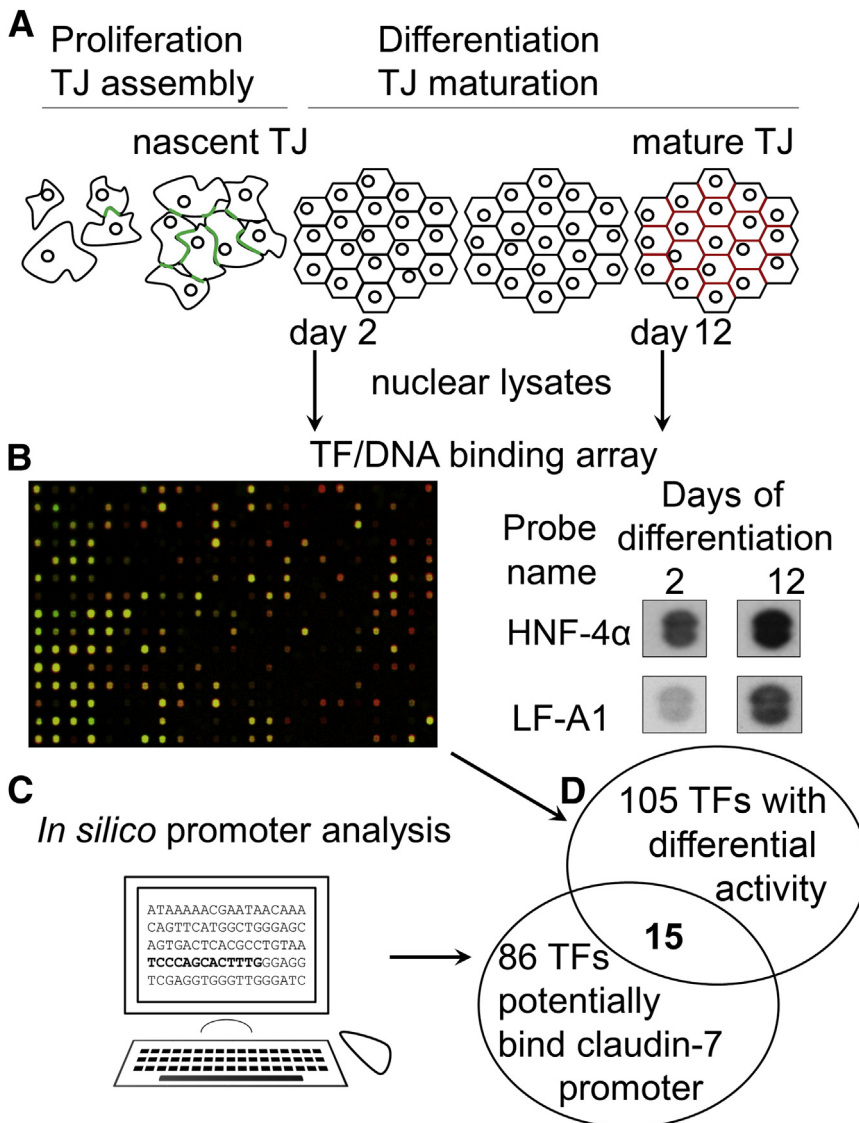 A
Proliferation
TJ assembly
Differentiation
TJ maturation
nascent TJ
mature TJ
day 2
day 12
nuclear lysates
TF/DNA binding array
B
Probe
name
Days of
differentiation
2
12
HNF-4α
LF-A1
C
In silico promoter analysis
ATAAAAACGAATAACAAA
CAGTTCATGGCTGGGAGC
AGTGACTCACGCCTGTAA
TCCCAGCACTTTGGGAGG
TCGAGGTGGGTTGGGATC
D
105 TFs with
differential
activity
15
86 TFs
potentially
bind claudin-7
promoter